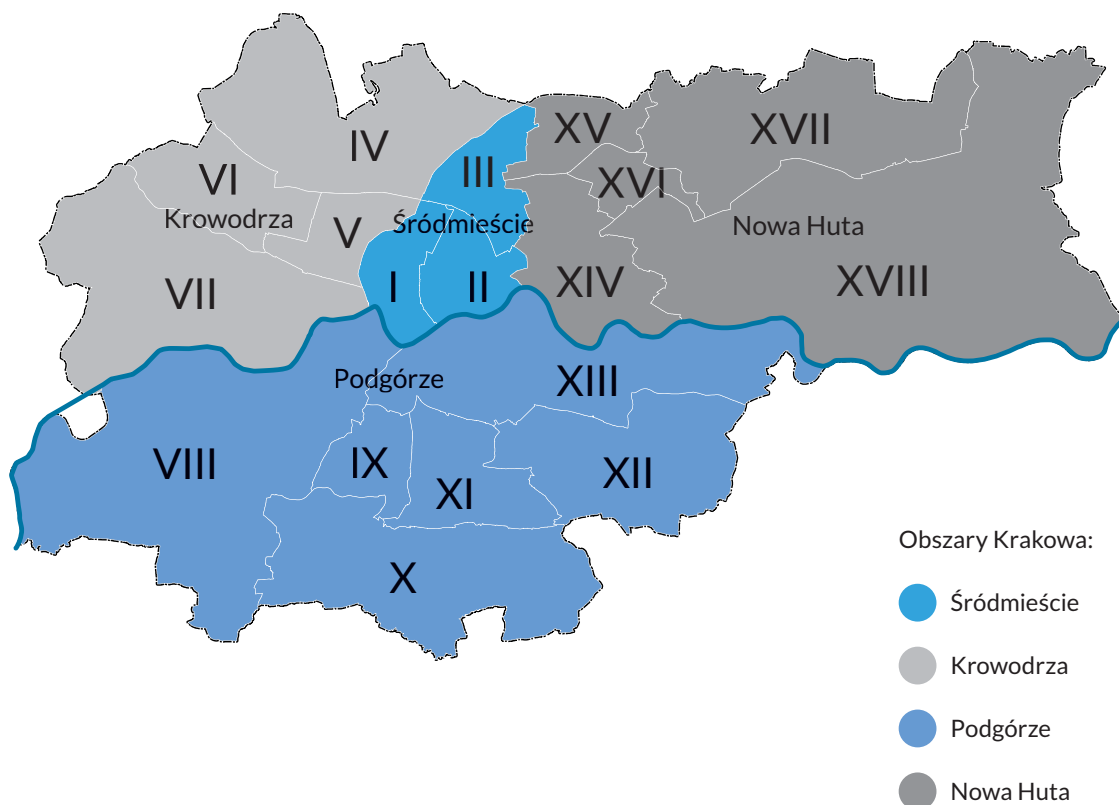 XV
XVII
IV
III
VI
XVI
Krowodrza
V
Śródmieście
Nowa Huta
VII
I
II
XIV
XVIII
Podgórze
XIII
VIII
IX
XI
XII
X
Obszary Krakowa:
Śródmieście
Krowodrza
Podgórze
Nowa Huta